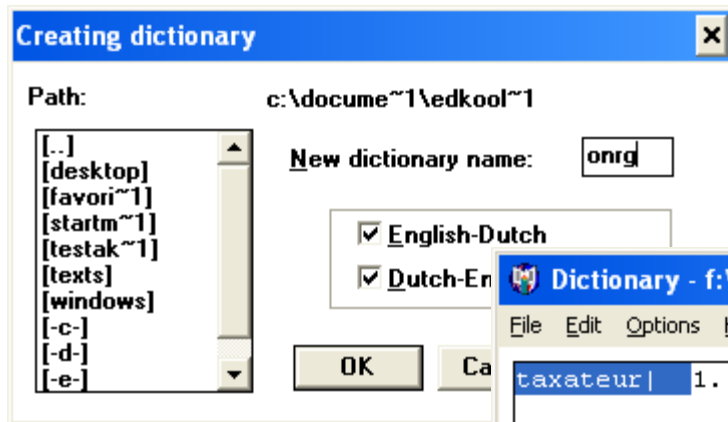 Creating dictionary
Path:
c:\docume~1\edkool~1
[..]
[desktop]
[favori~1]
[startm~1]
[testak~1]
[texts]
[windows]
[-c-]
[-d-]
[-e-]
New dictionary name:
onrg
English-Dutch
Dutch-En
OK
Ca
Dictionary - f:\
File Edit Options
taxateur| 1.